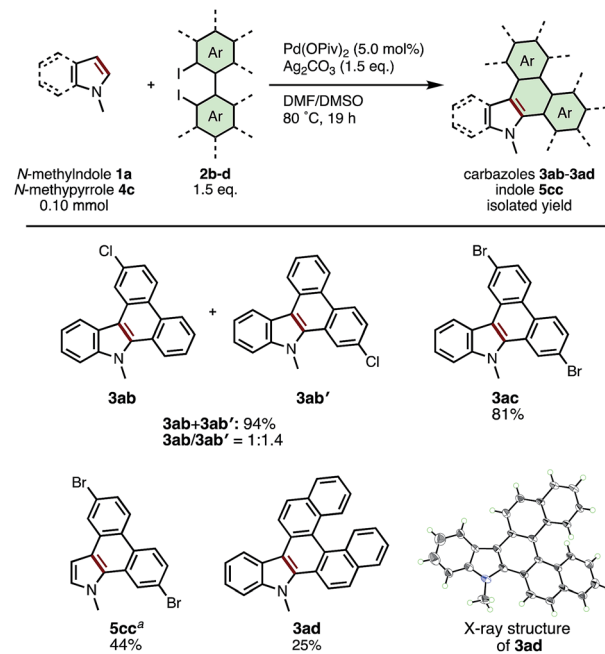 Pd(OPiv)₂ (5.0 mol%)
Ag₂CO₃ (1.5 eq.)
DMF/DMSO
80 ˚C, 19 h
N
+
I
I
Ar
Ar
N
Ar
Ar
N-methylndole 1a
N-methypyrrole 4c
0.10 mmol
2b-d
1.5 eq.
carbazoles 3ab-3ad
indole 5cc
isolated yield
Cl
N
3ab
+
N
Cl
3ab′
3ab+3ab′: 94%
3ab/3ab′ = 1:1.4
Br
N
Br
3ac
81%
Br
N
Br
5ccᵃ
44%
N
3ad
25%
X-ray structure
of 3ad